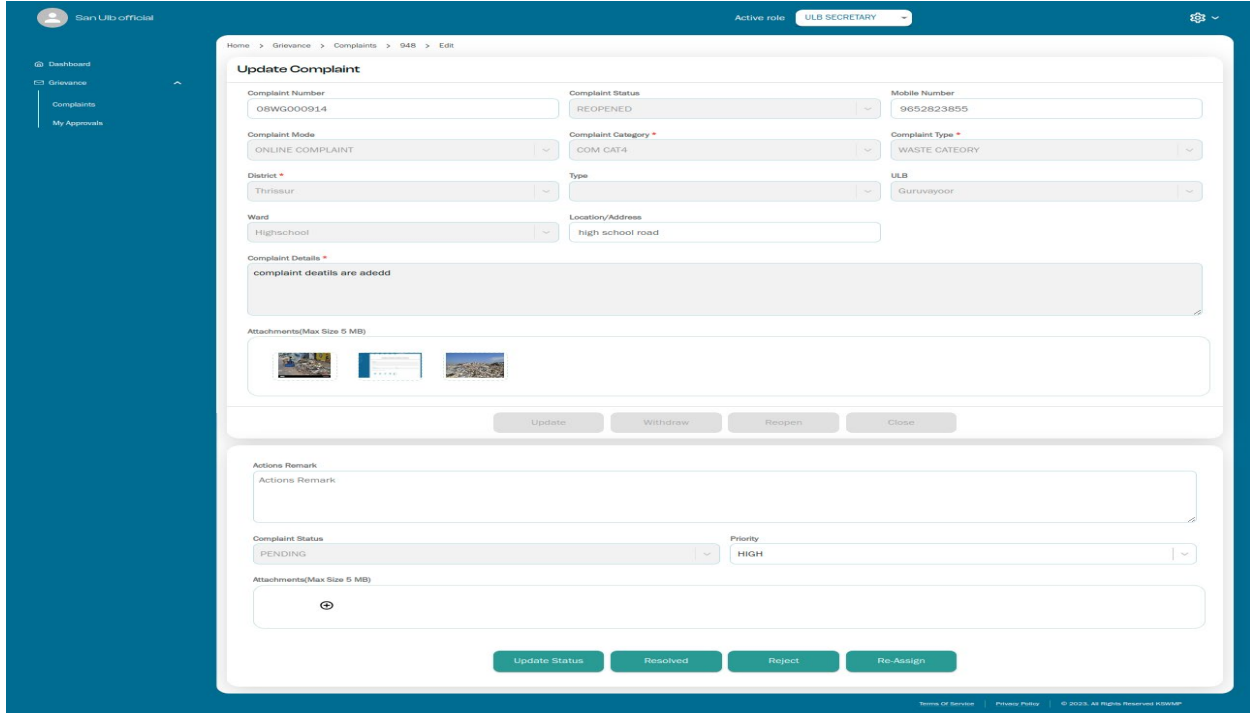 San Ulb official
Active role ULB SECRETARY
Home > Grievance > Complaints > 948 > Edit
Dashboard
Grievance
Complaints
My Approvals
Update Complaint
Complaint Number Complaint Status Mobile Number
08WG000914 REOPENED 9652823855
Complaint Mode Complaint Category * Complaint Type *
ONLINE COMPLAINT COM CAT4 WASTE CATEORY
District * Type ULB
Thrissur Guruvayoor
Ward Location/Address
Highschool high school road
Complaint Details *
complaint deatils are adedd
Attachments(Max Size 5 MB)
Update Withdraw Reopen Close
Actions Remark
Actions Remark
Complaint Status Priority
PENDING HIGH
Attachments(Max Size 5 MB)
Update Status Resolved Reject Re-Assign
Terms Of Service Privacy Policy © 2023, All Rights Reserved KSWMP